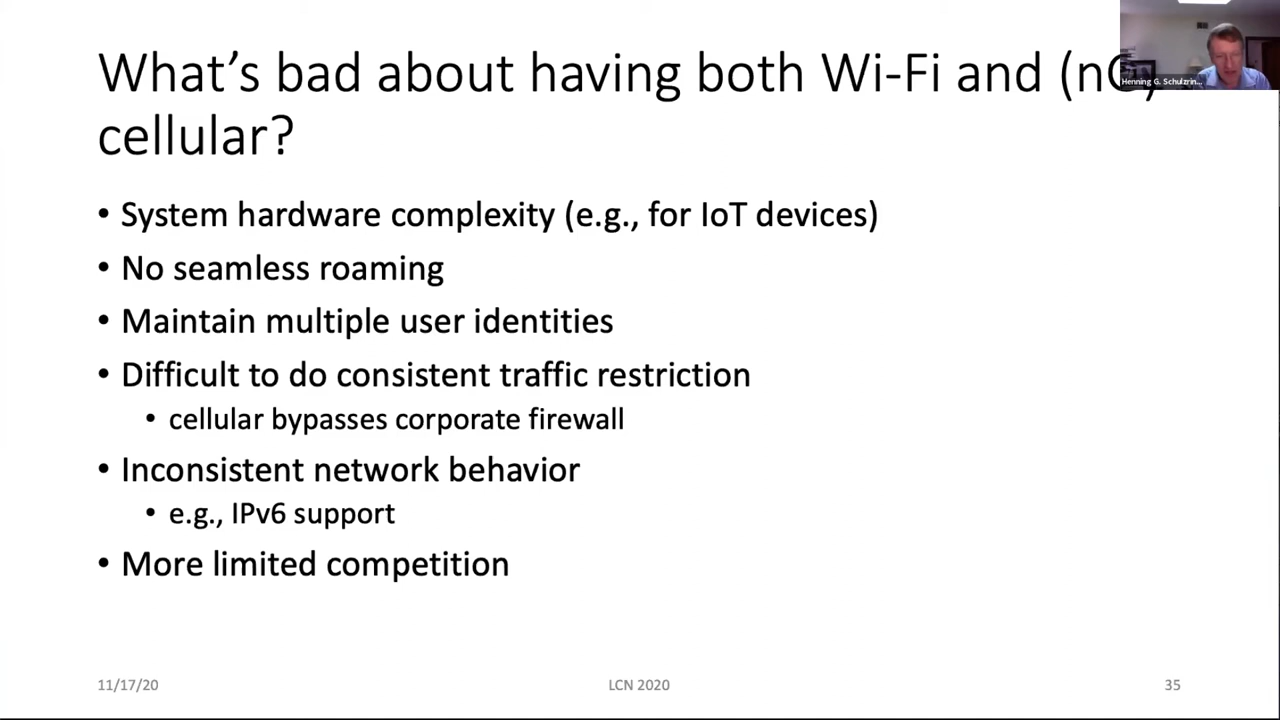 What's bad about having both Wi-Fi and (nG)
cellular?
• System hardware complexity (e.g., for IoT devices)
• No seamless roaming
• Maintain multiple user identities
• Difficult to do consistent traffic restriction
• cellular bypasses corporate firewall
• Inconsistent network behavior
• e.g., IPv6 support
• More limited competition
11/17/20
LCN 2020
35
Henning G. Schulzrin...